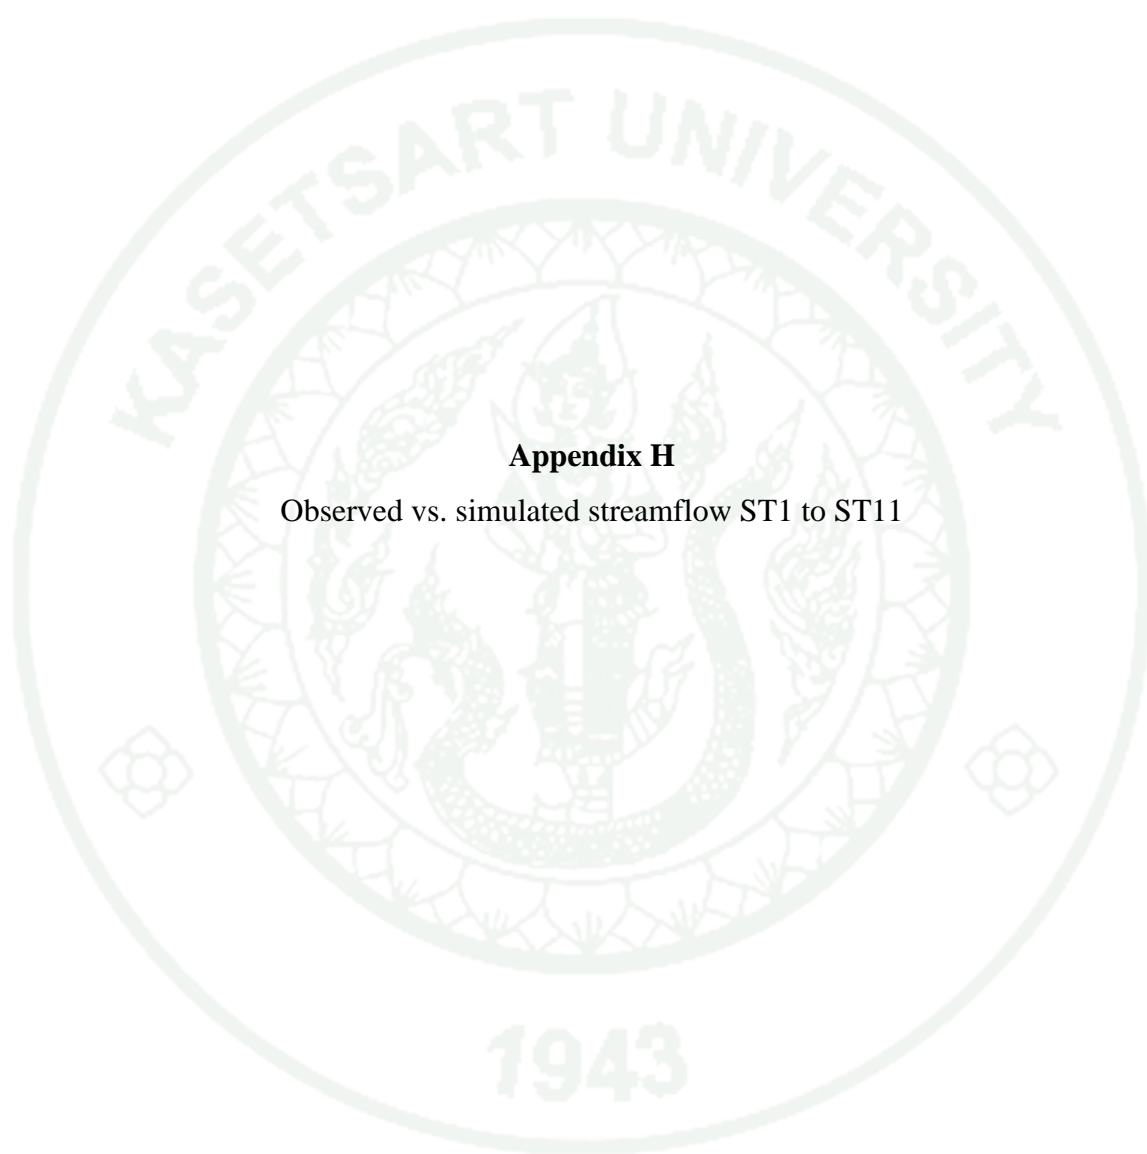 KASETSART UNIVERSITY
Appendix H
Observed vs. simulated streamflow ST1 to ST11
1943